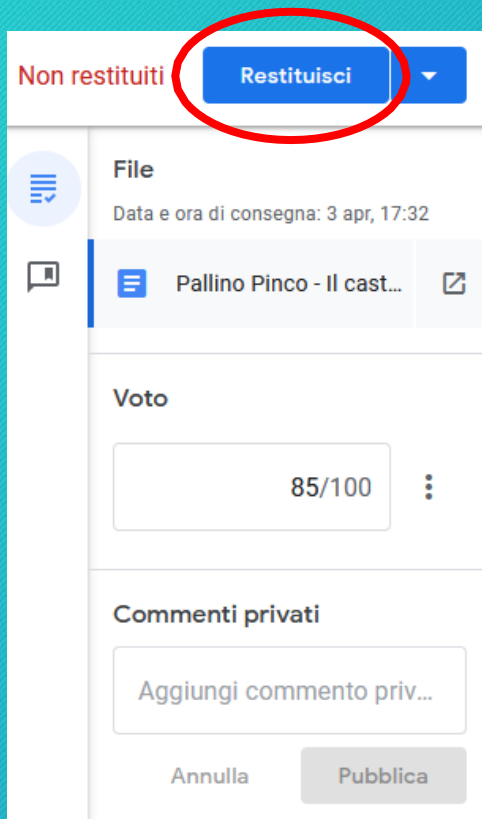 Non restituiti Restituisci
File
Data e ora di consegna: 3 apr, 17:32
Pallino Pinco - Il cast...
Voto
85/100
Commenti privati
Aggiungi commento priv...
Annulla Pubblica